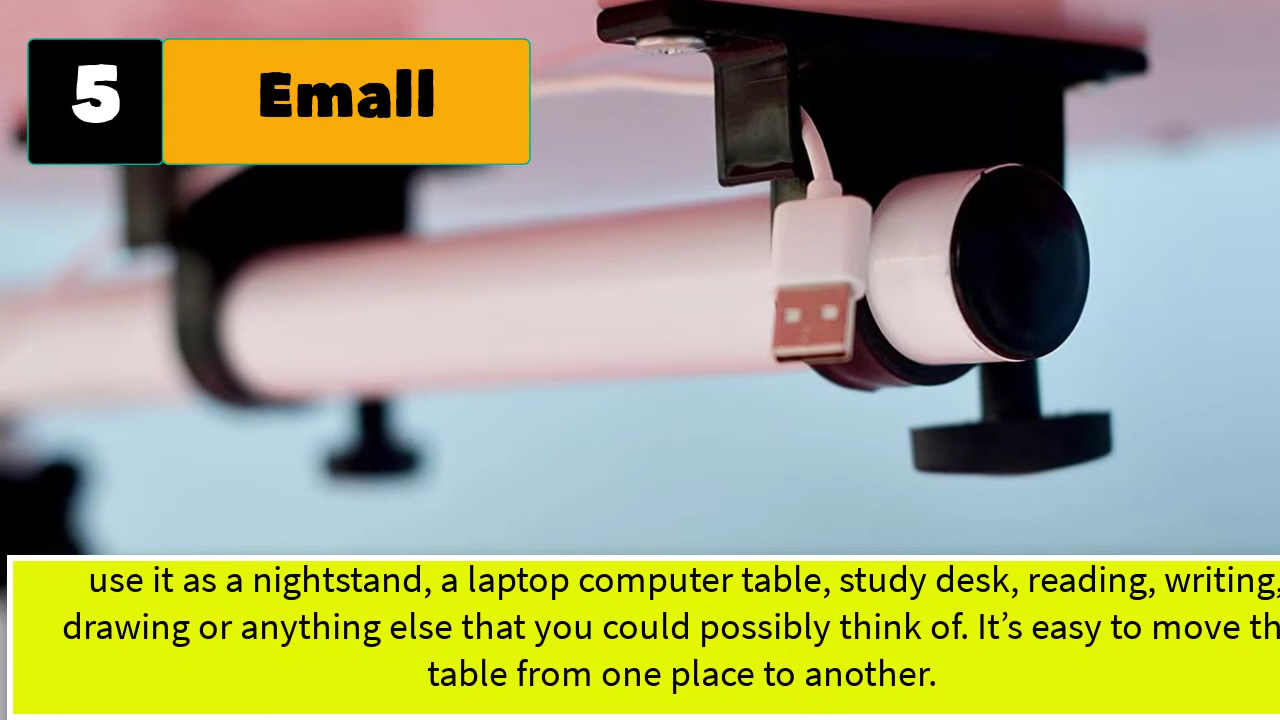 5
Emall
use it as a nightstand, a laptop computer table, study desk, reading, writing,
drawing or anything else that you could possibly think of. It’s easy to move th
table from one place to another.